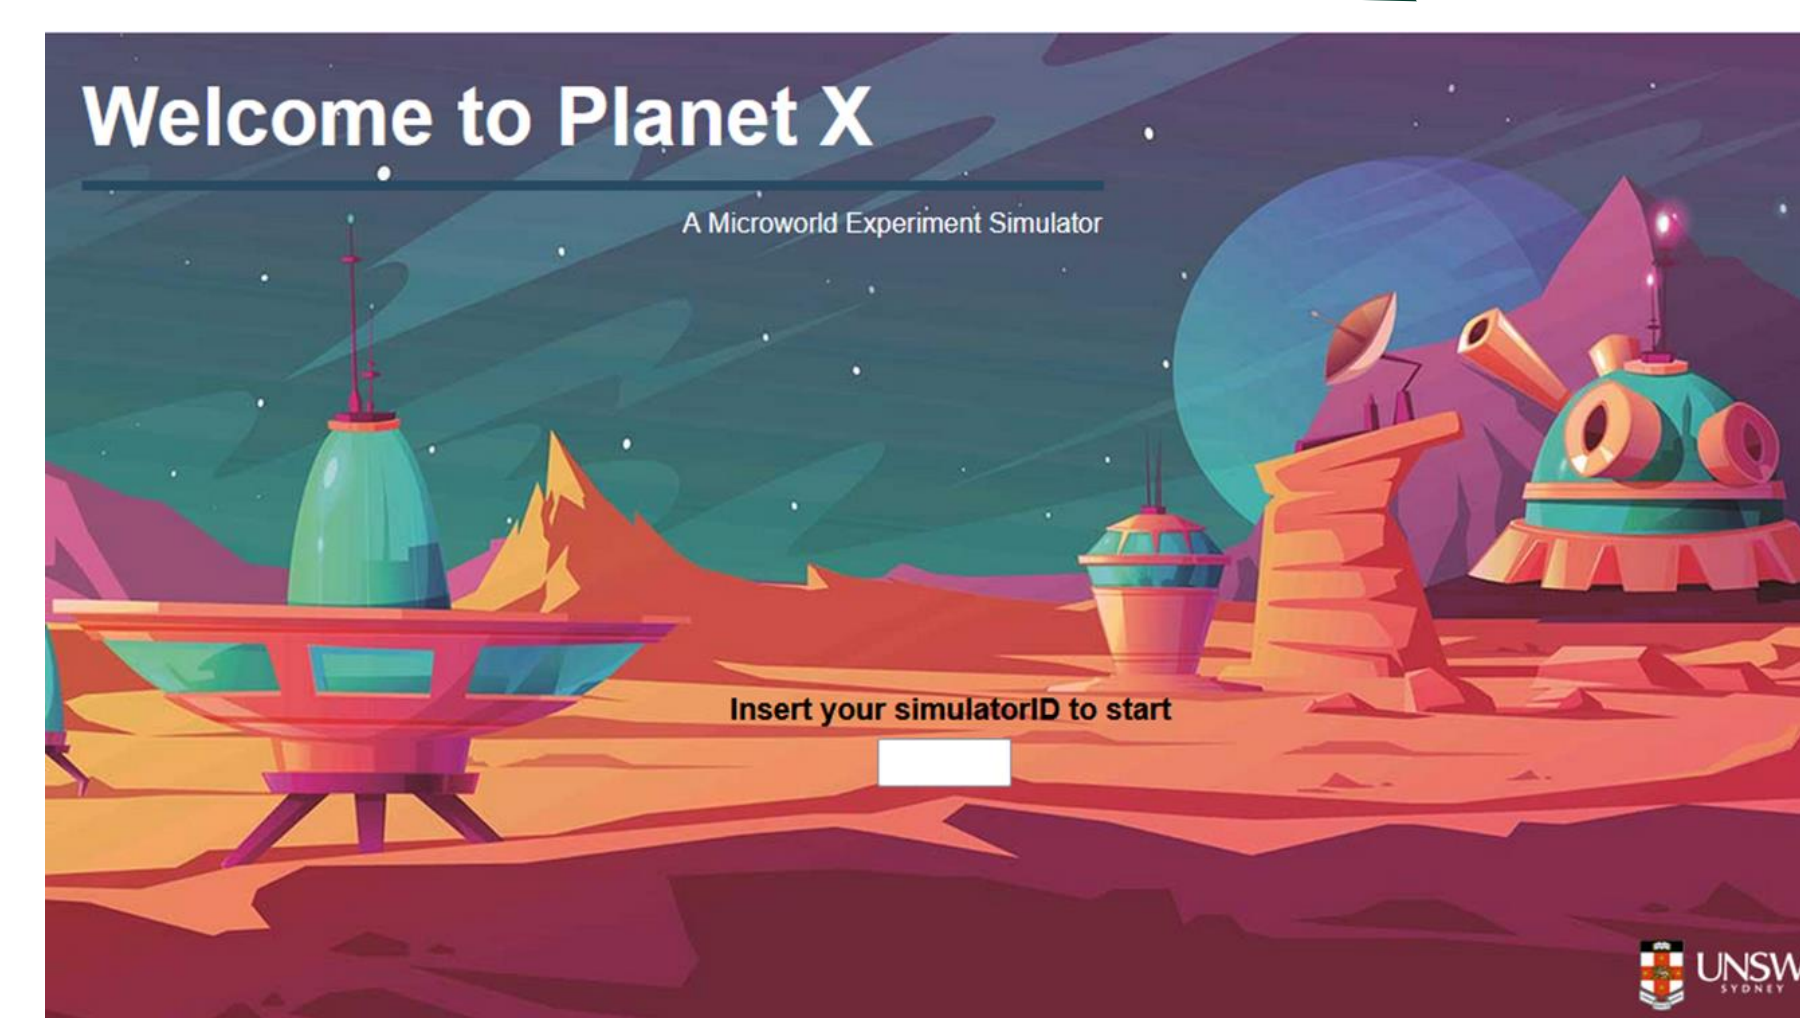 Welcome to Planet X
A Microworld Experiment Simulator
Insert your simulatorID to start
UNSW
SYDNEY